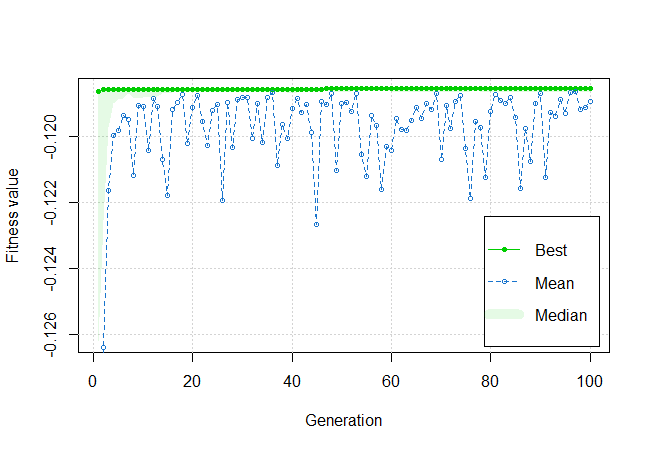 Fitness value
-0.120
-0.122
-0.124
-0.126
Best
Mean
Median
0 20 40 60 80 100
Generation